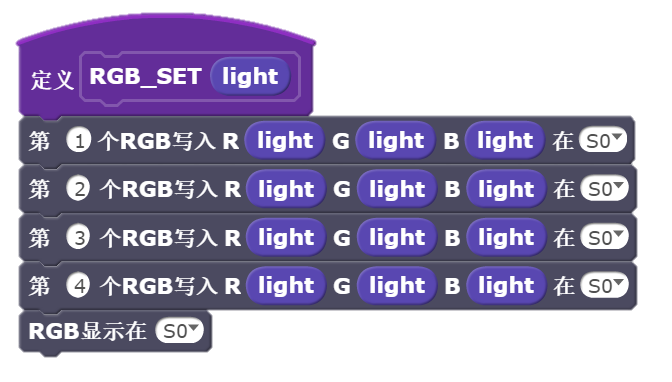 定义 RGB_SET light
第 1 个RGB写入 R light G light B light 在 S0
第 2 个RGB写入 R light G light B light 在 S0
第 3 个RGB写入 R light G light B light 在 S0
第 4 个RGB写入 R light G light B light 在 S0
RGB显示在 S0